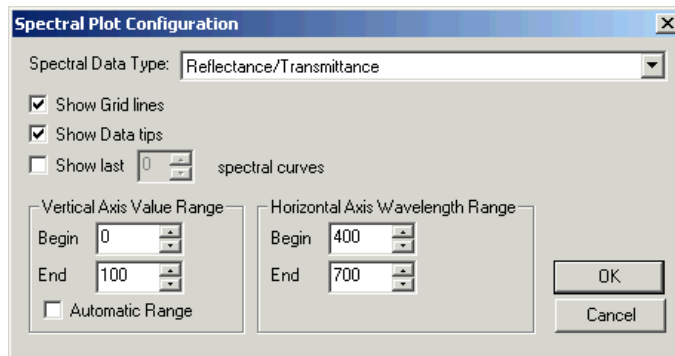 Spectral Plot Configuration
Spectral Data Type: Reflectance/Transmittance
Show Grid lines
Show Data tips
Show last 0 spectral curves
Vertical Axis Value Range
Begin 0
End 100
Automatic Range
Horizontal Axis Wavelength Range
Begin 400
End 700
OK
Cancel